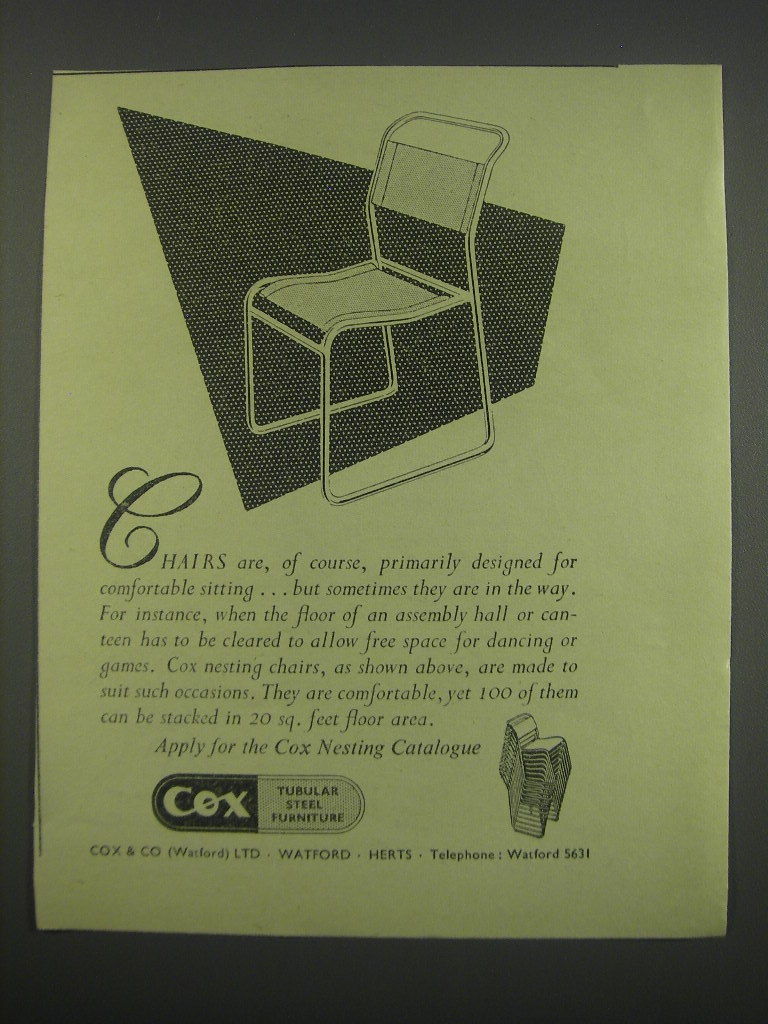 CHAIRS are, of course, primarily designed for
comfortable sitting . . . but sometimes they are in the way.
For instance, when the floor of an assembly hall or can-
teen has to be cleared to allow free space for dancing or
games. Cox nesting chairs, as shown above, are made to
suit such occasions. They are comfortable, yet 100 of them
can be stacked in 20 sq. feet floor area.
Apply for the Cox Nesting Catalogue
Cox
TUBULAR
STEEL
FURNITURE
COX & CO (Watford) LTD · WATFORD · HERTS · Telephone: Watford 5631